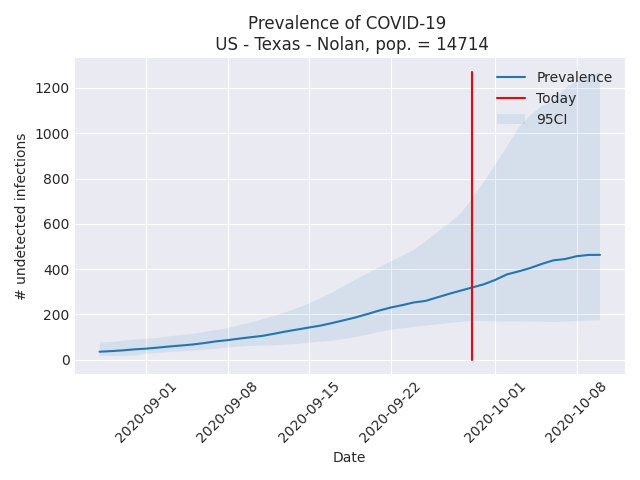 Prevalence of COVID-19
US - Texas - Nolan, pop. = 14714
Prevalence
Today
95CI
# undetected infections
1200
1000
800
600
400
200
0
2020-09-01
2020-09-08
2020-09-15
2020-09-22
2020-10-01
2020-10-08
Date